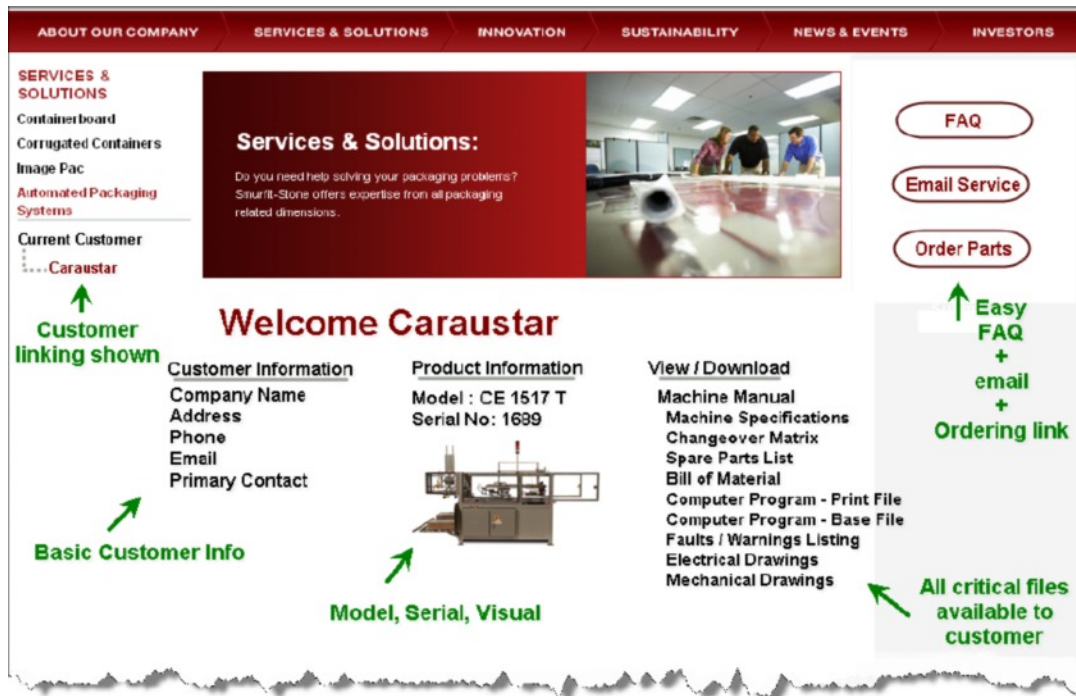 ABOUT OUR COMPANY
SERVICES & SOLUTIONS
INNOVATION
SUSTAINABILITY
NEWS & EVENTS
INVESTORS
SERVICES &
SOLUTIONS
Containerboard
Corrugated Containers
Image Pac
Automated Packaging
Systems
Current Customer
Caraustar
Customer
linking shown
Services & Solutions:
Do you need help solving your packaging problems?
Smurfit-Stone offers expertise from all packaging
related dimensions.
FAQ
Email Service
Order Parts
Easy
FAQ
+
email
+
Ordering link
Welcome Caraustar
Customer Information
Company Name
Address
Phone
Email
Primary Contact
Basic Customer Info
Product Information
Model : CE 1517 T
Serial No: 1689
Model, Serial, Visual
View / Download
Machine Manual
Machine Specifications
Changeover Matrix
Spare Parts List
Bill of Material
Computer Program - Print File
Computer Program - Base File
Faults / Warnings Listing
Electrical Drawings
Mechanical Drawings
All critical files
available to
customer